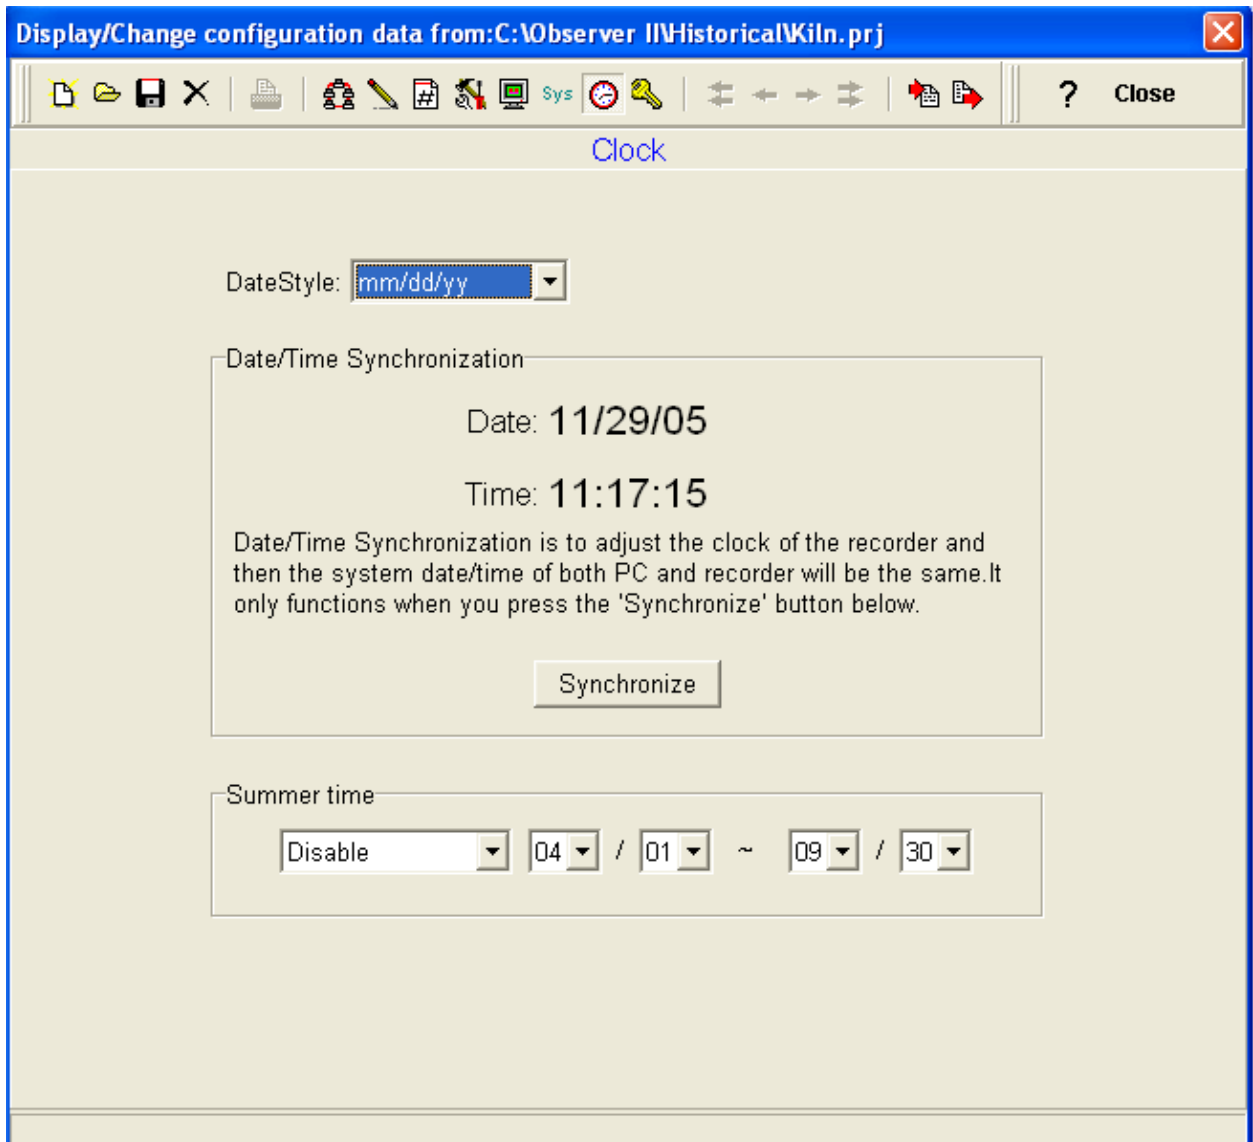 Display/Change configuration data from:C:\Observer II\Historical\Kiln.prj
# Sys ? Close
Clock
DateStyle: mm/dd/yy
Date/Time Synchronization
Date: 11/29/05
Time: 11:17:15
Date/Time Synchronization is to adjust the clock of the recorder and
then the system date/time of both PC and recorder will be the same.It
only functions when you press the 'Synchronize' button below.
Synchronize
Summer time
Disable 04 / 01 ~ 09 / 30